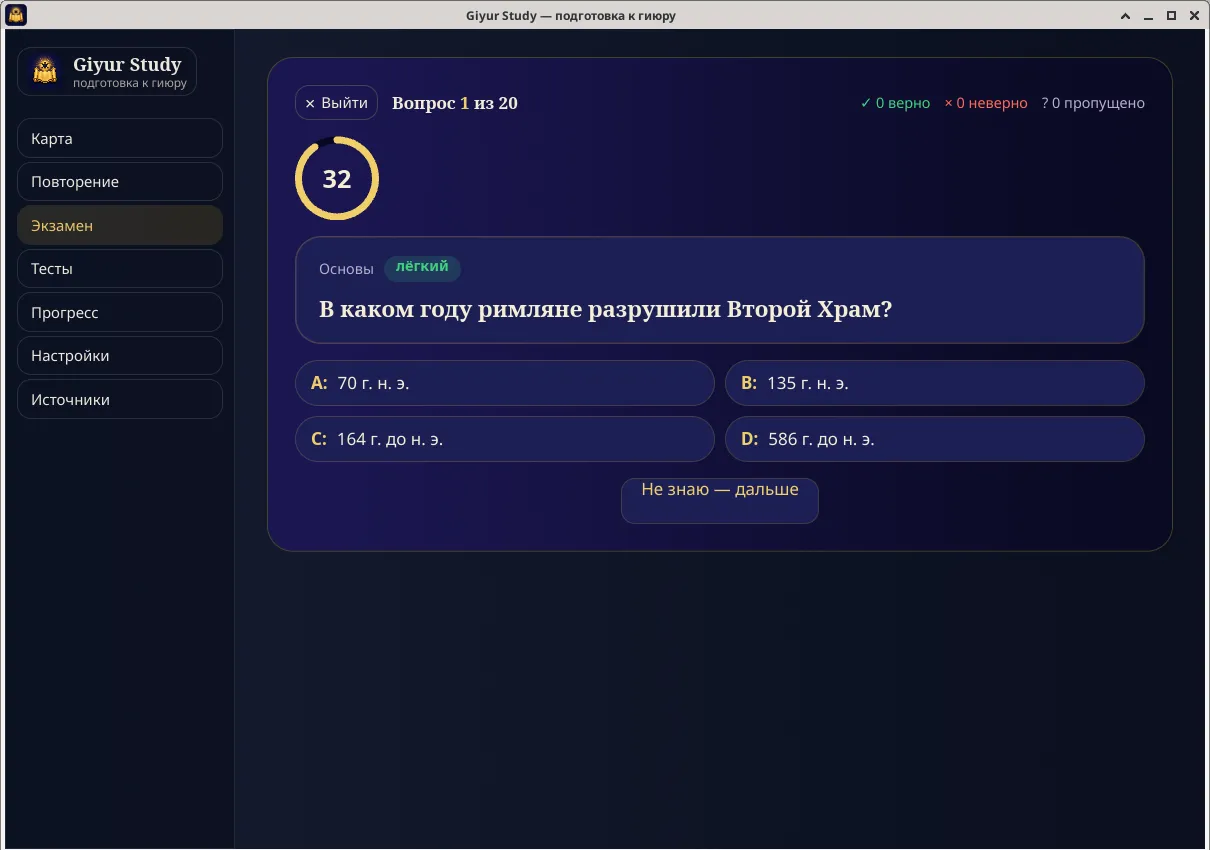 Giyur Study — подготовка к гиюру
Giyur Study
подготовка к гиюру
Карта
Повторение
Экзамен
Тесты
Прогресс
Настройки
Источники
× Выйти
Вопрос 1 из 20
✓ 0 верно × 0 неверно ? 0 пропущено
32
Основы лёгкий
В каком году римляне разрушили Второй Храм?
A: 70 г. н. э.
B: 135 г. н. э.
C: 164 г. до н. э.
D: 586 г. до н. э.
Не знаю — дальше